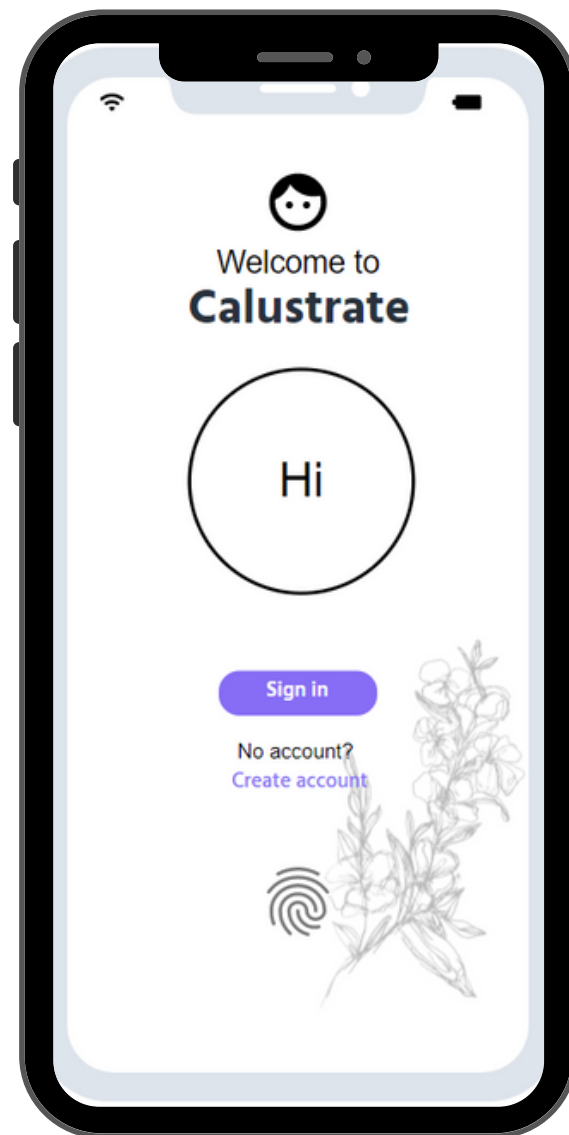 Welcome to
Calustrate
Hi
Sign in
No account?
Create account